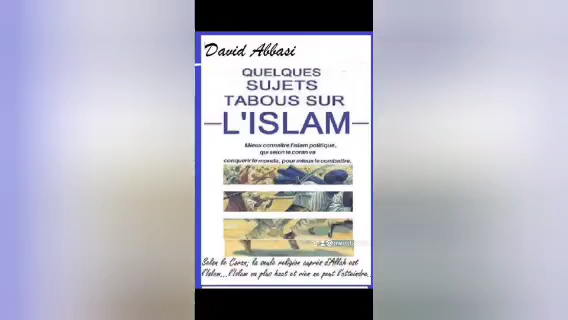 David Abbasi
QUELQUES
SUJETS
TABOUS SUR
L'ISLAM
Mieux connaître l'islam politique,
qui selon le coran va
conquérir le monde, pour mieux le combattre.
Selon le Coran; la seule religion auprès d'Allah est
l'Islam...l'Islam va plus haut et rien ne peut l'atteindre..